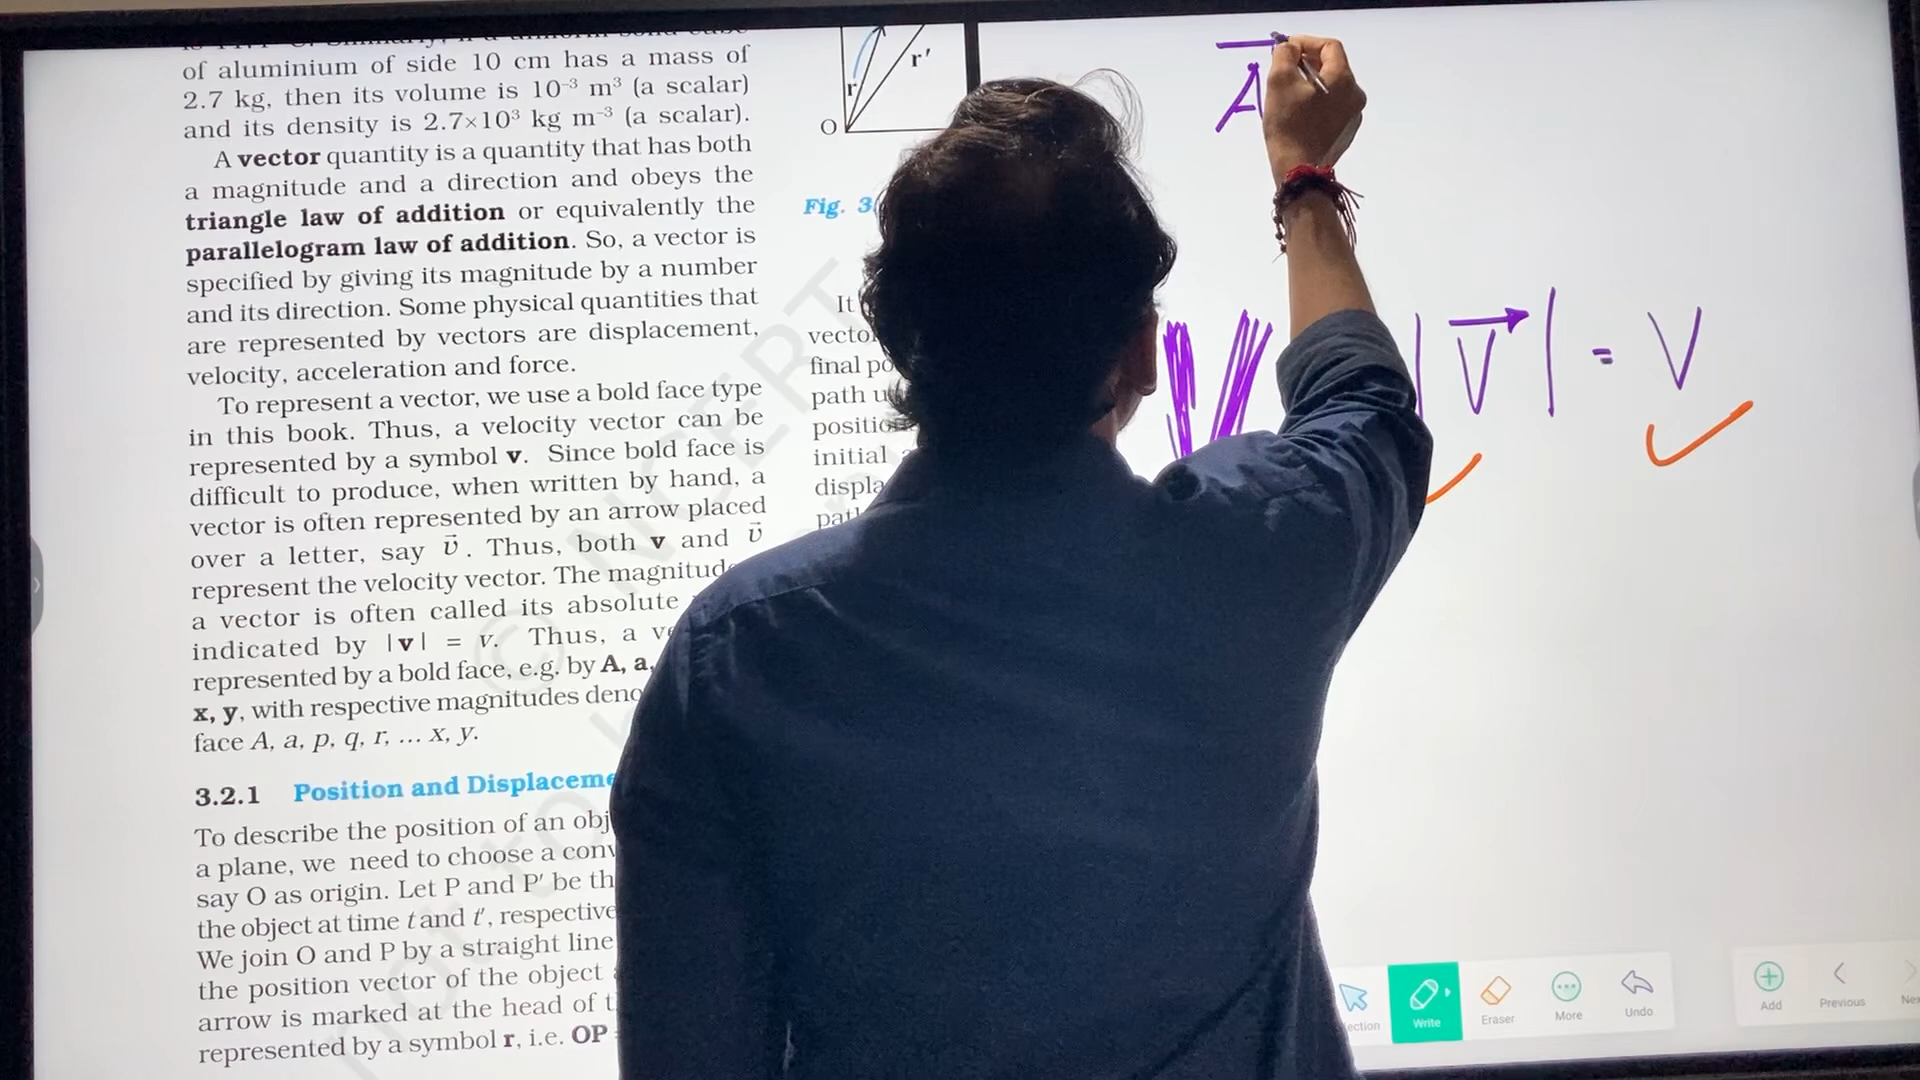 of aluminium of side 10 cm has a mass of
2.7 kg, then its volume is 10⁻³ m³ (a scalar)
and its density is 2.7×10³ kg m⁻³ (a scalar).
A vector quantity is a quantity that has both
a magnitude and a direction and obeys the
triangle law of addition or equivalently the
parallelogram law of addition. So, a vector is
specified by giving its magnitude by a number
and its direction. Some physical quantities that
are represented by vectors are displacement,
velocity, acceleration and force.
To represent a vector, we use a bold face type
in this book. Thus, a velocity vector can be
represented by a symbol v. Since bold face is
difficult to produce, when written by hand, a
vector is often represented by an arrow placed
over a letter, say v⃗. Thus, both v and v⃗
represent the velocity vector. The
a vector is often called its absolute
indicated by |v| = v. Thus, a
represented by a bold face, e.g. by A, a,
x, y, with respective magnitudes
face A, a, p, q, r, ... x, y.
3.2.1 Position and
To describe the position of an
a plane, we need to choose a
say O as origin. Let P and P′ be
the object at time t and t′,
We join O and P by a straight line
the position vector of the object
arrow is marked at the head of
represented by a symbol r, i.e. OP
r r′
O
Fig. 3
It
final
path
initial
© NCERT
not to
A
V |V⃗| = V
Write
Eraser
More
Undo
Add
Previous